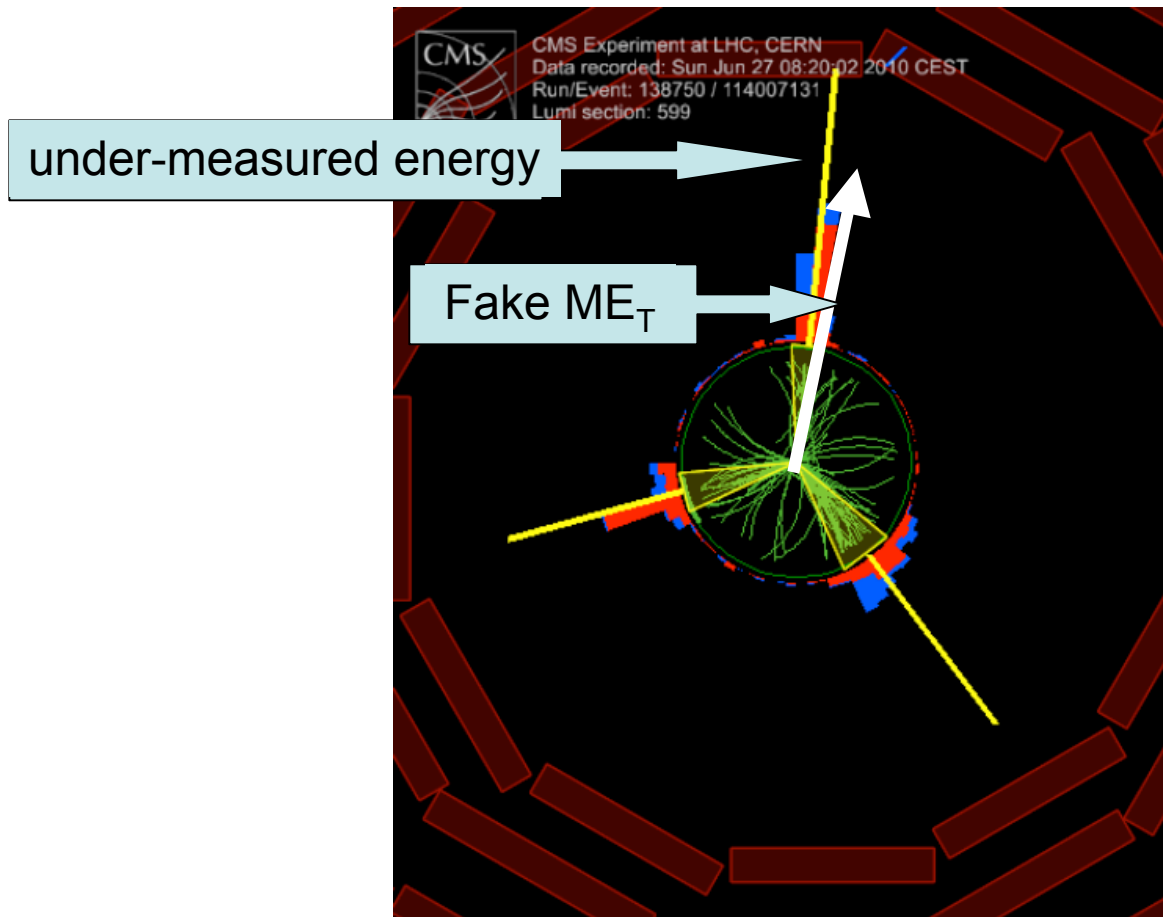 CMS
CMS Experiment at LHC, CERN
Data recorded: Sun Jun 27 08:20:02 2010 CEST
Run/Event: 138750 / 114007131
Lumi section: 599
under-measured energy
Fake ME_T